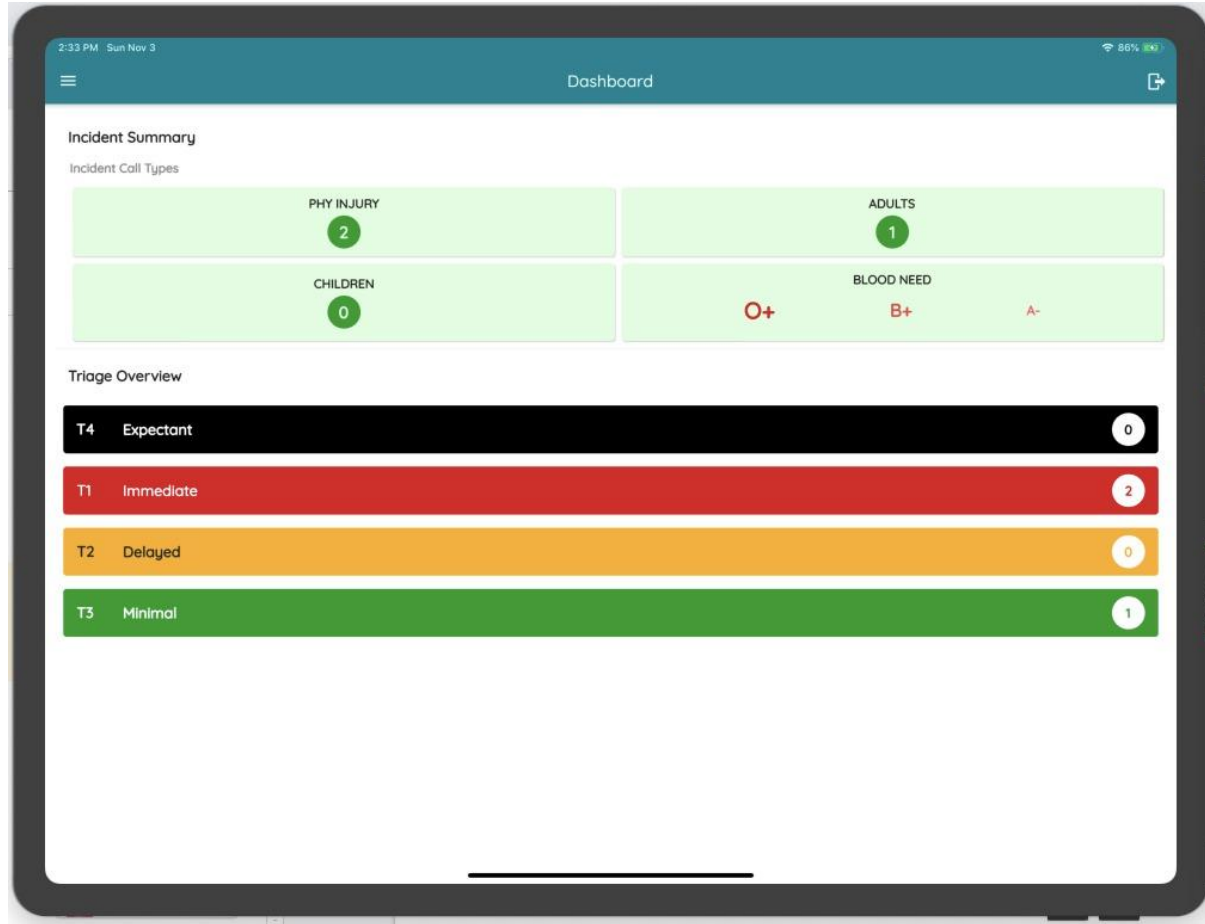 2:33 PM Sun Nov 3 86%
Dashboard
Incident Summary
Incident Call Types
PHY INJURY
2
ADULTS
1
CHILDREN
0
BLOOD NEED
O+ B+ A-
Triage Overview
T4 Expectant 0
T1 Immediate 2
T2 Delayed 0
T3 Minimal 1